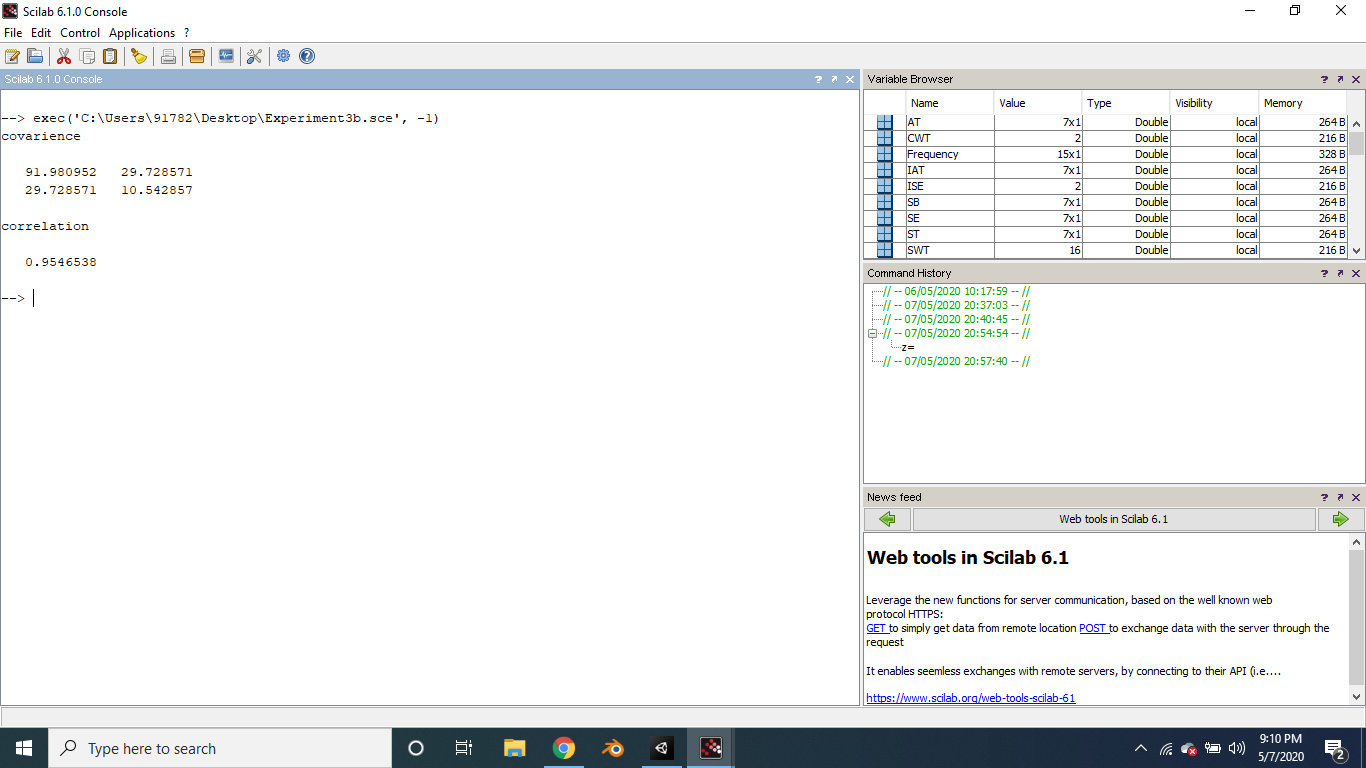 Scilab 6.1.0 Console
File Edit Control Applications ?
Scilab 6.1.0 Console
--> exec('C:\Users\91782\Desktop\Experiment3b.sce', -1)
covarience
91.980952 29.728571
29.728571 10.542857
correlation
0.9546538
-->
Variable Browser
Name Value Type Visibility Memory
AT 7x1 Double local 264 B
CWT 2 Double local 216 B
Frequency 15x1 Double local 328 B
IAT 7x1 Double local 264 B
ISE 2 Double local 216 B
SB 7x1 Double local 264 B
SE 7x1 Double local 264 B
ST 7x1 Double local 264 B
SWT 16 Double local 216 B
Command History
// -- 06/05/2020 10:17:59 -- //
// -- 07/05/2020 20:37:03 -- //
// -- 07/05/2020 20:40:45 -- //
// -- 07/05/2020 20:54:54 -- //
z=
// -- 07/05/2020 20:57:40 -- //
News feed
Web tools in Scilab 6.1
Web tools in Scilab 6.1
Leverage the new functions for server communication, based on the well known web
protocol HTTPS:
GET to simply get data from remote location POST to exchange data with the server through the
request
It enables seemless exchanges with remote servers, by connecting to their API (i.e....
https://www.scilab.org/web-tools-scilab-61
Type here to search
9:10 PM
5/7/2020
2